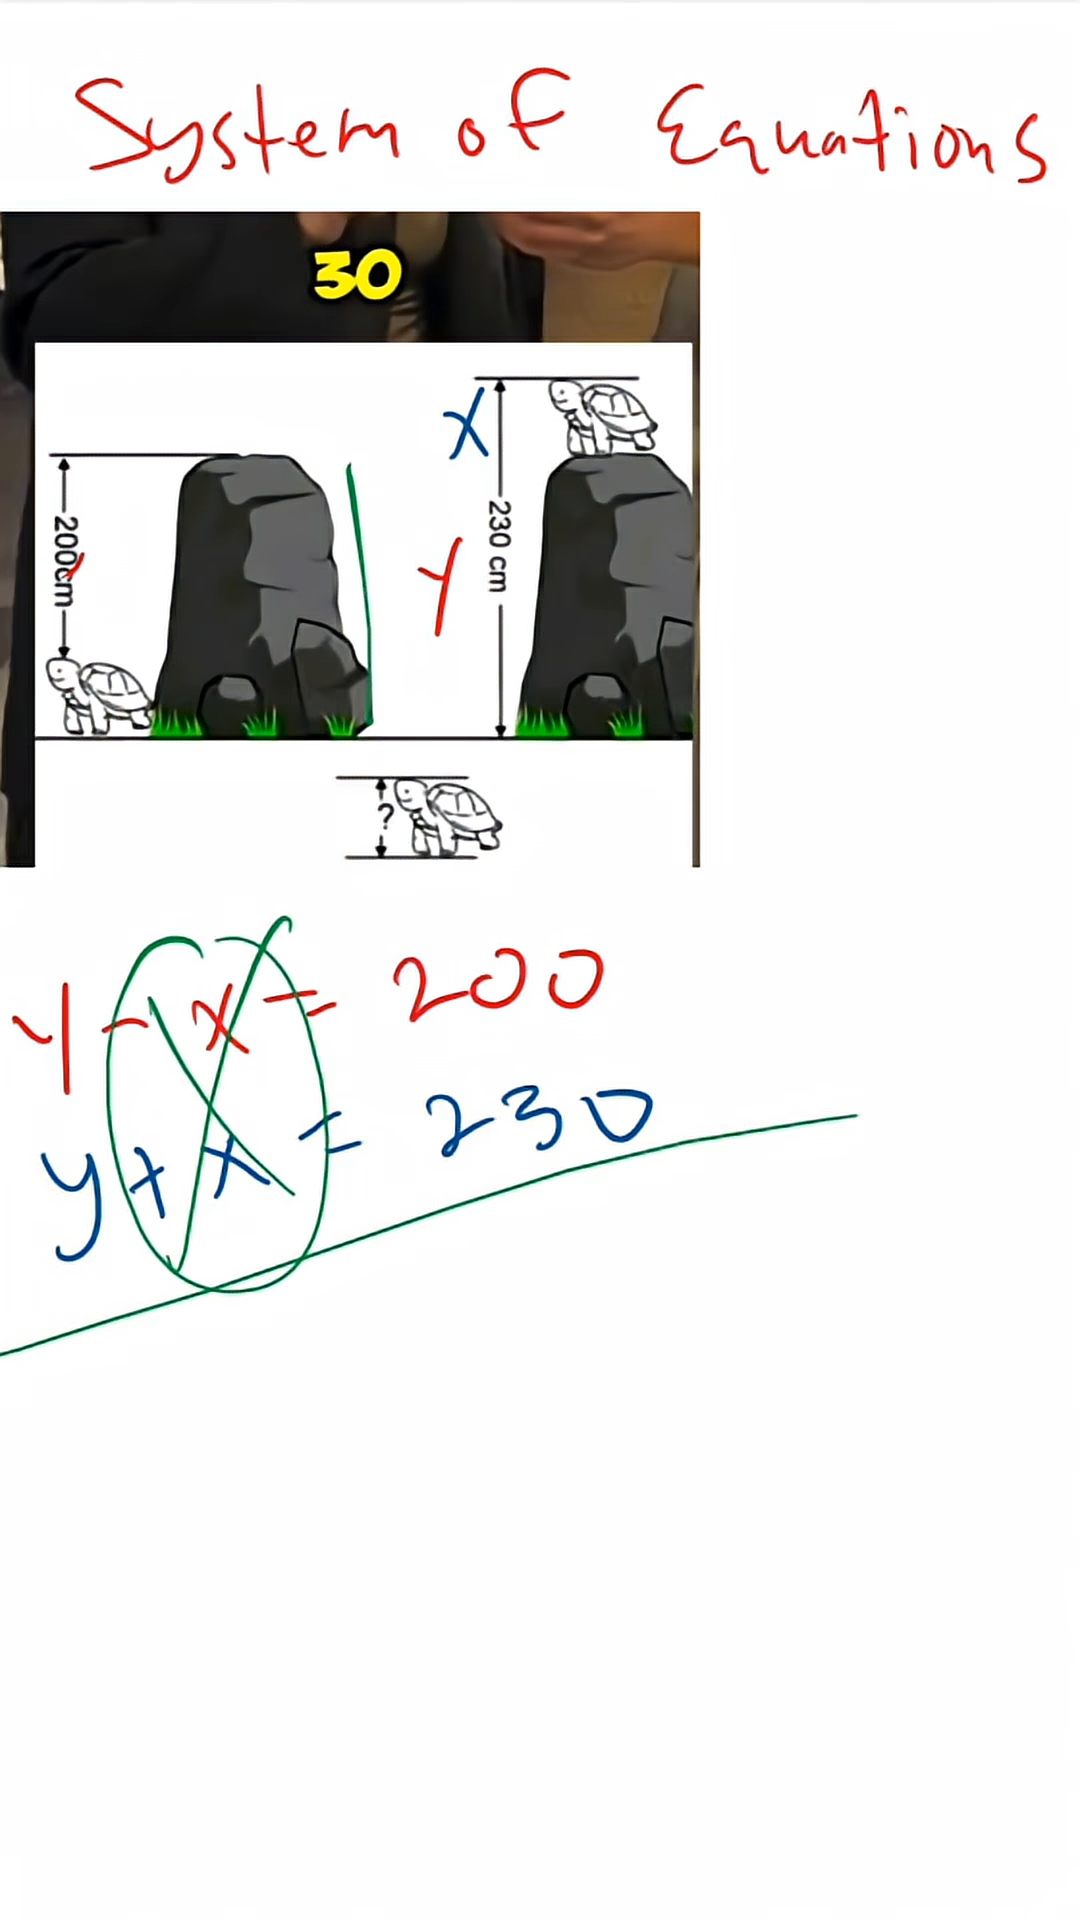 System of Equations
30
X
200cm
230 cm
Y
?
Y - x = 200
y + x = 230